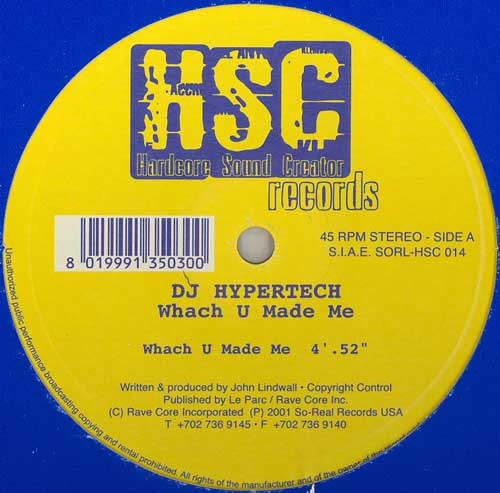 HSC
Hardcore Sound Creator
records
8 019991 350300
45 RPM STEREO - SIDE A
S.I.A.E. SORL-HSC 014
DJ HYPERTECH
Whach U Made Me
Whach U Made Me 4'.52"
Written & produced by John Lindwall • Copyright Control
Published by Le Parc / Rave Core Inc.
(C) Rave Core Incorporated (P) 2001 So-Real Records USA
T +702 736 9145 • F +702 736 9140
Unauthorized public performance broadcasting copying and rental prohibited. All rights of the manufacturer and of the owner of the